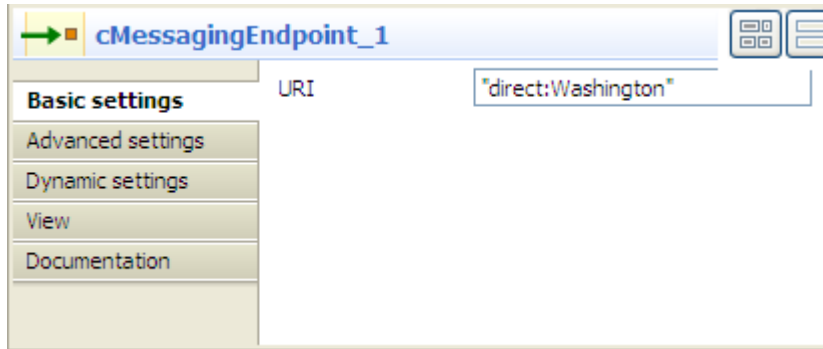 cMessagingEndpoint_1
Basic settings
URI
"direct:Washington"
Advanced settings
Dynamic settings
View
Documentation